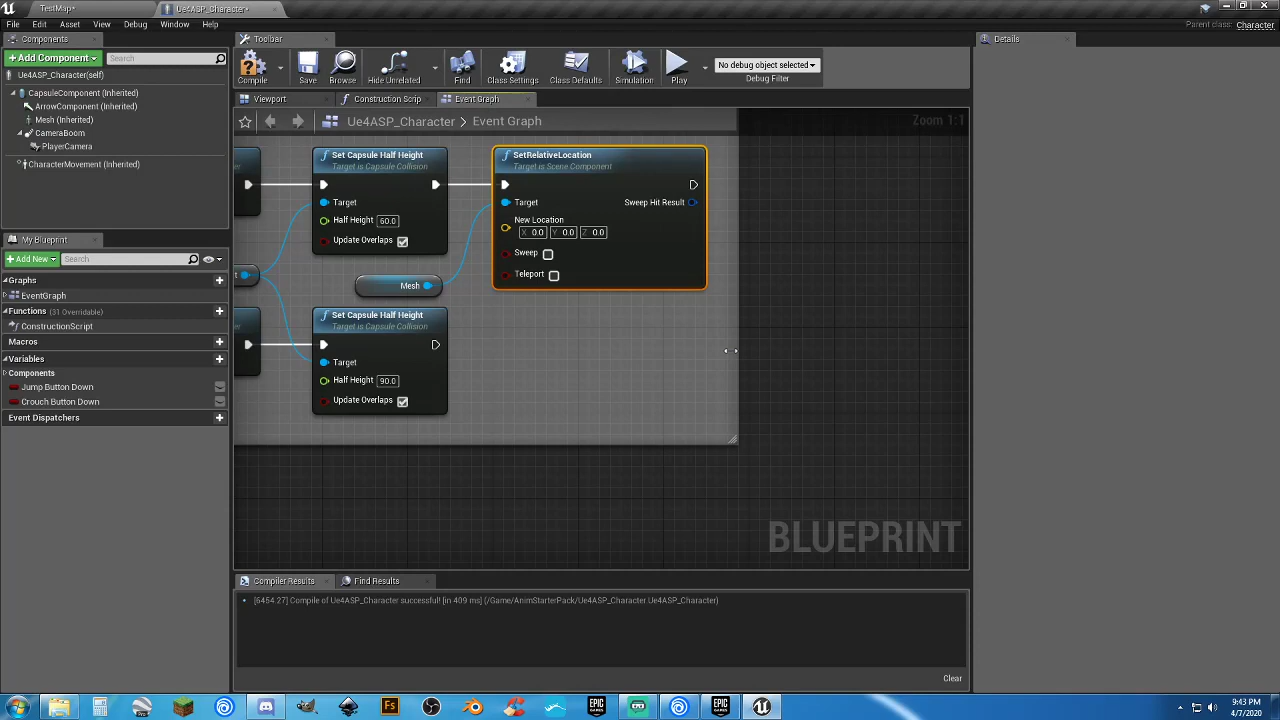 TestMap*
Ue4ASP_Character*
File Edit Asset View Debug Window Help
Parent class: Character
Components
Toolbar
Details
+ Add Component
Search
Ue4ASP_Character(self)
CapsuleComponent (Inherited)
ArrowComponent (Inherited)
Mesh (Inherited)
CameraBoom
PlayerCamera
CharacterMovement (Inherited)
Compile
Save
Browse
Hide Unrelated
Find
Class Settings
Class Defaults
Simulation
Play
No debug object selected
Debug Filter
Viewport
Construction Scrip
Event Graph
Ue4ASP_Character > Event Graph
Zoom 1:1
My Blueprint
+ Add New
Search
Graphs
EventGraph
Functions (31 Overridable)
ConstructionScript
Macros
Variables
Components
Jump Button Down
Crouch Button Down
Event Dispatchers
Set Capsule Half Height
Target is Capsule Collision
Target
Half Height 60.0
Update Overlaps
SetRelativeLocation
Target is Scene Component
Target
Sweep Hit Result
New Location
X 0.0 Y 0.0 Z 0.0
Sweep
Teleport
Mesh
Set Capsule Half Height
Target is Capsule Collision
Target
Half Height 90.0
Update Overlaps
BLUEPRINT
Compiler Results
Find Results
[6454.27] Compile of Ue4ASP_Character successful! [in 409 ms] (/Game/AnimStarterPack/Ue4ASP_Character.Ue4ASP_Character)
Clear
Fs
EPIC GAMES
EPIC GAMES
9:43 PM
4/7/2020